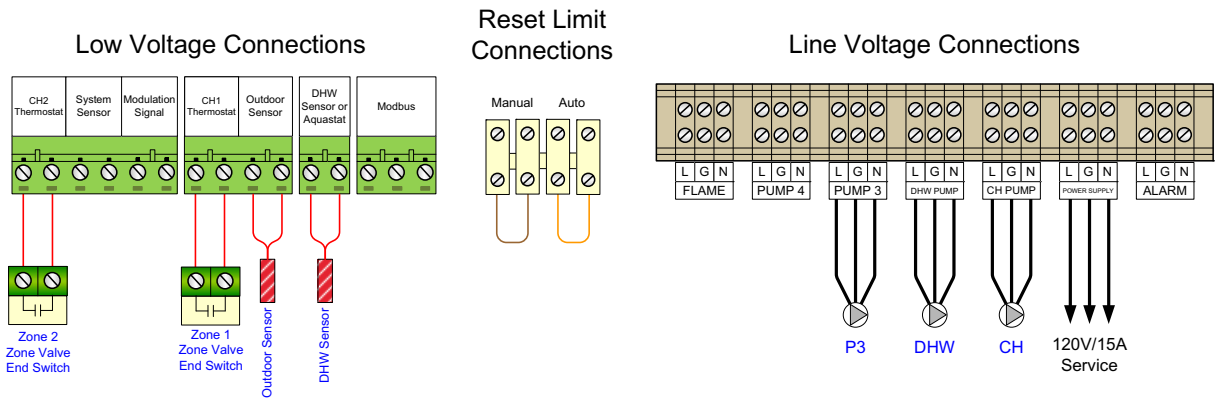 Low Voltage Connections
Reset Limit
Connections
Line Voltage Connections
CH2
Thermostat
System
Sensor
Modulation
Signal
CH1
Thermostat
Outdoor
Sensor
DHW
Sensor or
Aquastat
Modbus
Manual
Auto
L G N
FLAME
L G N
PUMP 4
L G N
PUMP 3
L G N
DHW PUMP
L G N
CH PUMP
L G N
POWER SUPPLY
L G N
ALARM
Zone 2
Zone Valve
End Switch
Zone 1
Zone Valve
End Switch
Outdoor Sensor
DHW Sensor
P3
DHW
CH
120V/15A
Service